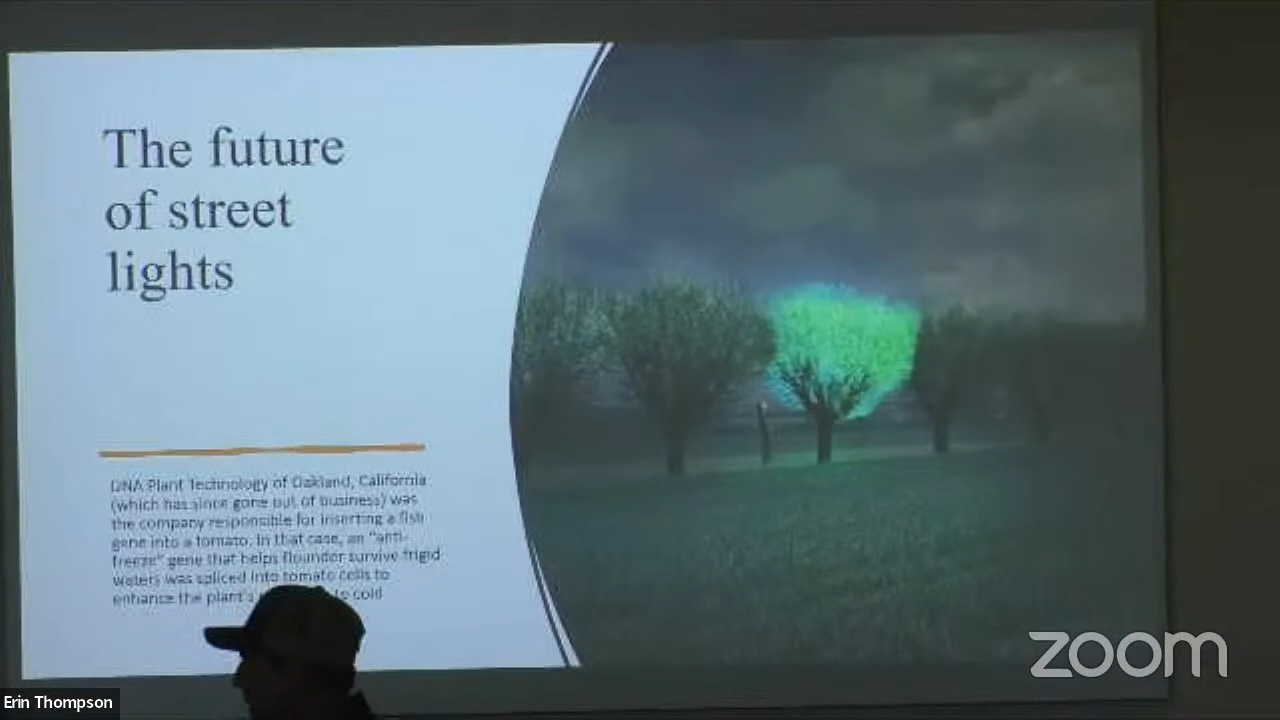 The future
of street
lights
DNA Plant Technology of Oakland, California
(which has since gone out of business) was
the company responsible for inserting a fish
gene into a tomato. In that case, an "anti-
freeze" gene that helps flounder survive frigid
waters was spliced into tomato cells to
enhance the plant's to cold
zoom
Erin Thompson